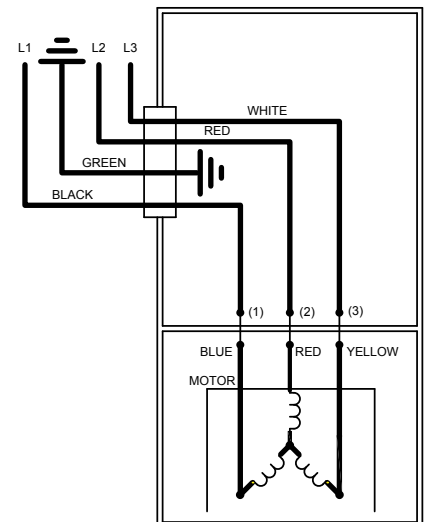 L1 L2 L3
WHITE
RED
GREEN
BLACK
(1) (2) (3)
BLUE RED YELLOW
MOTOR